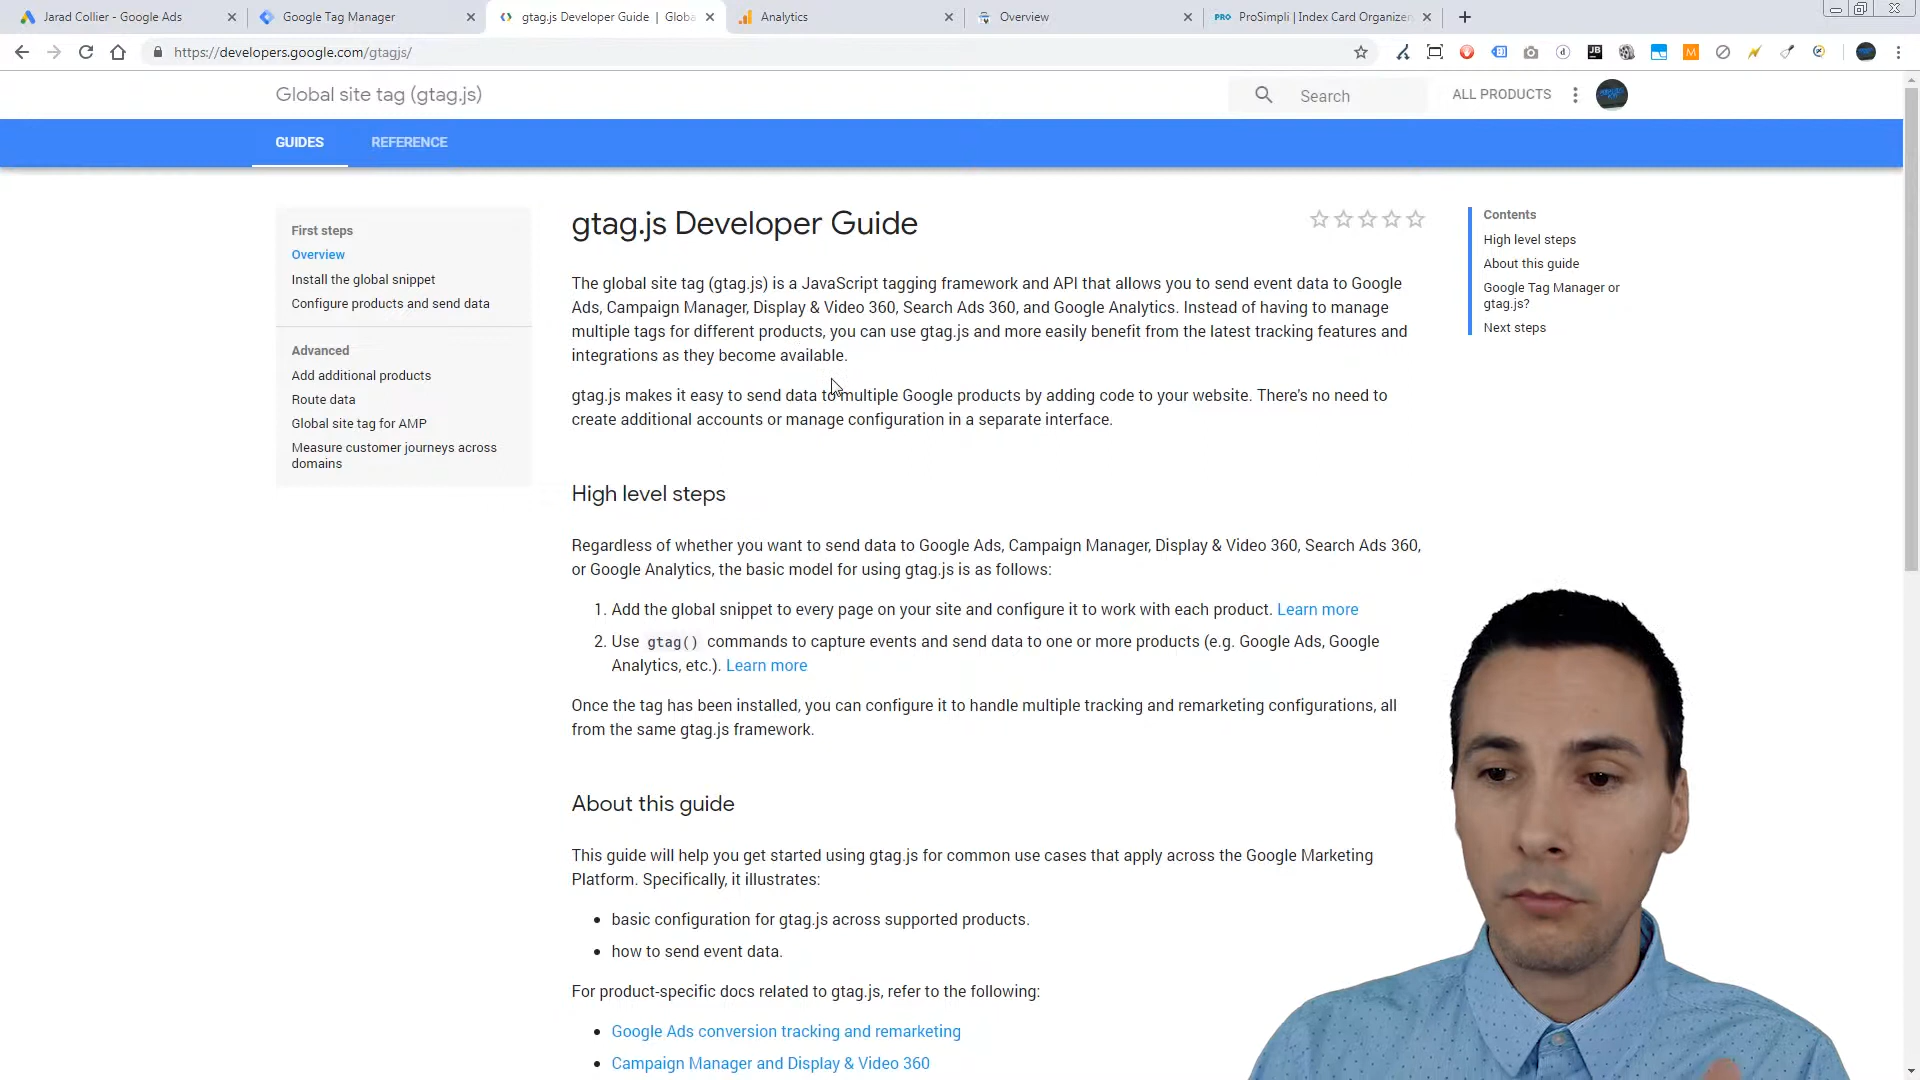 Jarad Collier - Google Ads
Google Tag Manager
gtag.js Developer Guide | Globa
Analytics
Overview
PRO ProSimpli | Index Card Organizer
https://developers.google.com/gtagjs/
Global site tag (gtag.js)
Search
ALL PRODUCTS
GUIDES
REFERENCE
First steps
Overview
Install the global snippet
Configure products and send data
Advanced
Add additional products
Route data
Global site tag for AMP
Measure customer journeys across
domains
gtag.js Developer Guide
The global site tag (gtag.js) is a JavaScript tagging framework and API that allows you to send event data to Google
Ads, Campaign Manager, Display & Video 360, Search Ads 360, and Google Analytics. Instead of having to manage
multiple tags for different products, you can use gtag.js and more easily benefit from the latest tracking features and
integrations as they become available.
gtag.js makes it easy to send data to multiple Google products by adding code to your website. There's no need to
create additional accounts or manage configuration in a separate interface.
High level steps
Regardless of whether you want to send data to Google Ads, Campaign Manager, Display & Video 360, Search Ads 360,
or Google Analytics, the basic model for using gtag.js is as follows:
1. Add the global snippet to every page on your site and configure it to work with each product. Learn more
2. Use gtag() commands to capture events and send data to one or more products (e.g. Google Ads, Google
Analytics, etc.). Learn more
Once the tag has been installed, you can configure it to handle multiple tracking and remarketing configurations, all
from the same gtag.js framework.
About this guide
This guide will help you get started using gtag.js for common use cases that apply across the Google Marketing
Platform. Specifically, it illustrates:
• basic configuration for gtag.js across supported products.
• how to send event data.
For product-specific docs related to gtag.js, refer to the following:
• Google Ads conversion tracking and remarketing
• Campaign Manager and Display & Video 360
Contents
High level steps
About this guide
Google Tag Manager or
gtag.js?
Next steps